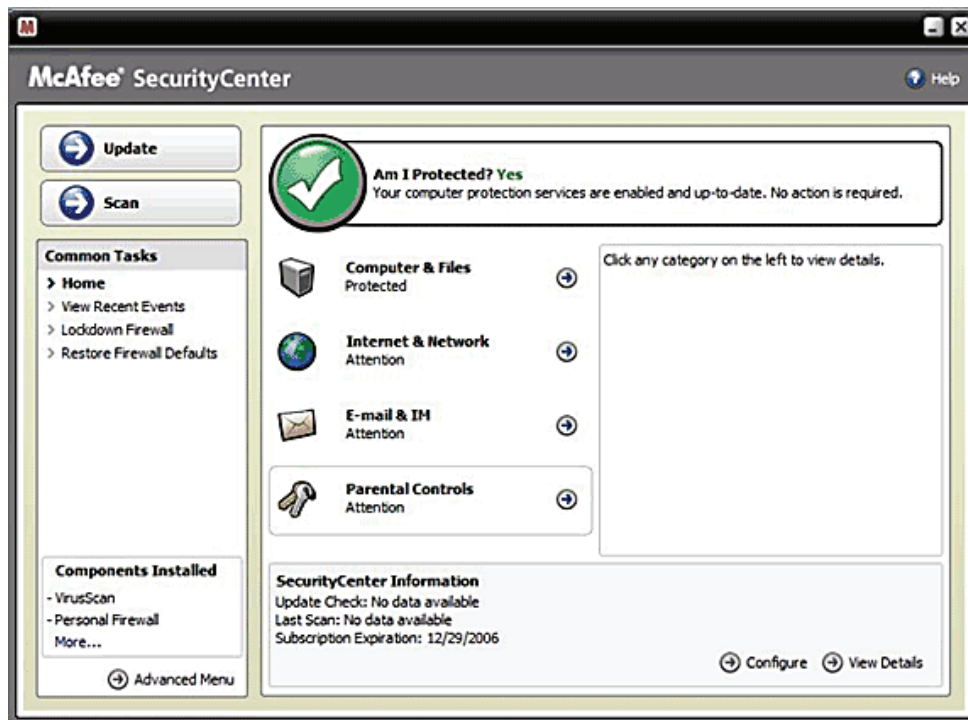 McAfee® SecurityCenter
Help
Update
Scan
Am I Protected? Yes
Your computer protection services are enabled and up-to-date. No action is required.
Common Tasks
Home
View Recent Events
Lockdown Firewall
Restore Firewall Defaults
Computer & Files
Protected
Internet & Network
Attention
E-mail & IM
Attention
Parental Controls
Attention
Click any category on the left to view details.
Components Installed
- VirusScan
- Personal Firewall
More...
Advanced Menu
SecurityCenter Information
Update Check: No data available
Last Scan: No data available
Subscription Expiration: 12/29/2006
Configure
View Details